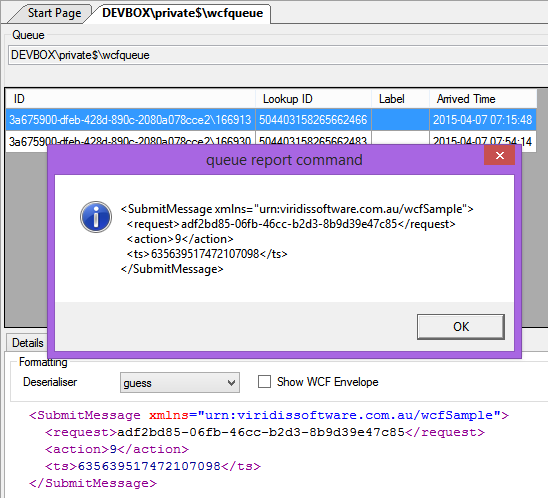 Start Page DEVBOX\private$\wcfqueue
Queue
DEVBOX\private$\wcfqueue
ID Lookup ID Label Arrived Time
3a675900-dfeb-428d-890c-2080a078cce2\166913 504403158265662466 2015-04-07 07:15:48
3a675900-dfeb-428d-890c-2080a078cce2\166930 504403158265662483 2015-04-07 07:54:14
queue report command
<SubmitMessage xmlns="urn:viridissoftware.com.au/wcfSample">
<request>adf2bd85-06fb-46cc-b2d3-8b9d39e47c85</request>
<action>9</action>
<ts>635639517472107098</ts>
</SubmitMessage>
OK
Details
Formatting
Deserialiser guess Show WCF Envelope
<SubmitMessage xmlns="urn:viridissoftware.com.au/wcfSample">
<request>adf2bd85-06fb-46cc-b2d3-8b9d39e47c85</request>
<action>9</action>
<ts>635639517472107098</ts>
</SubmitMessage>